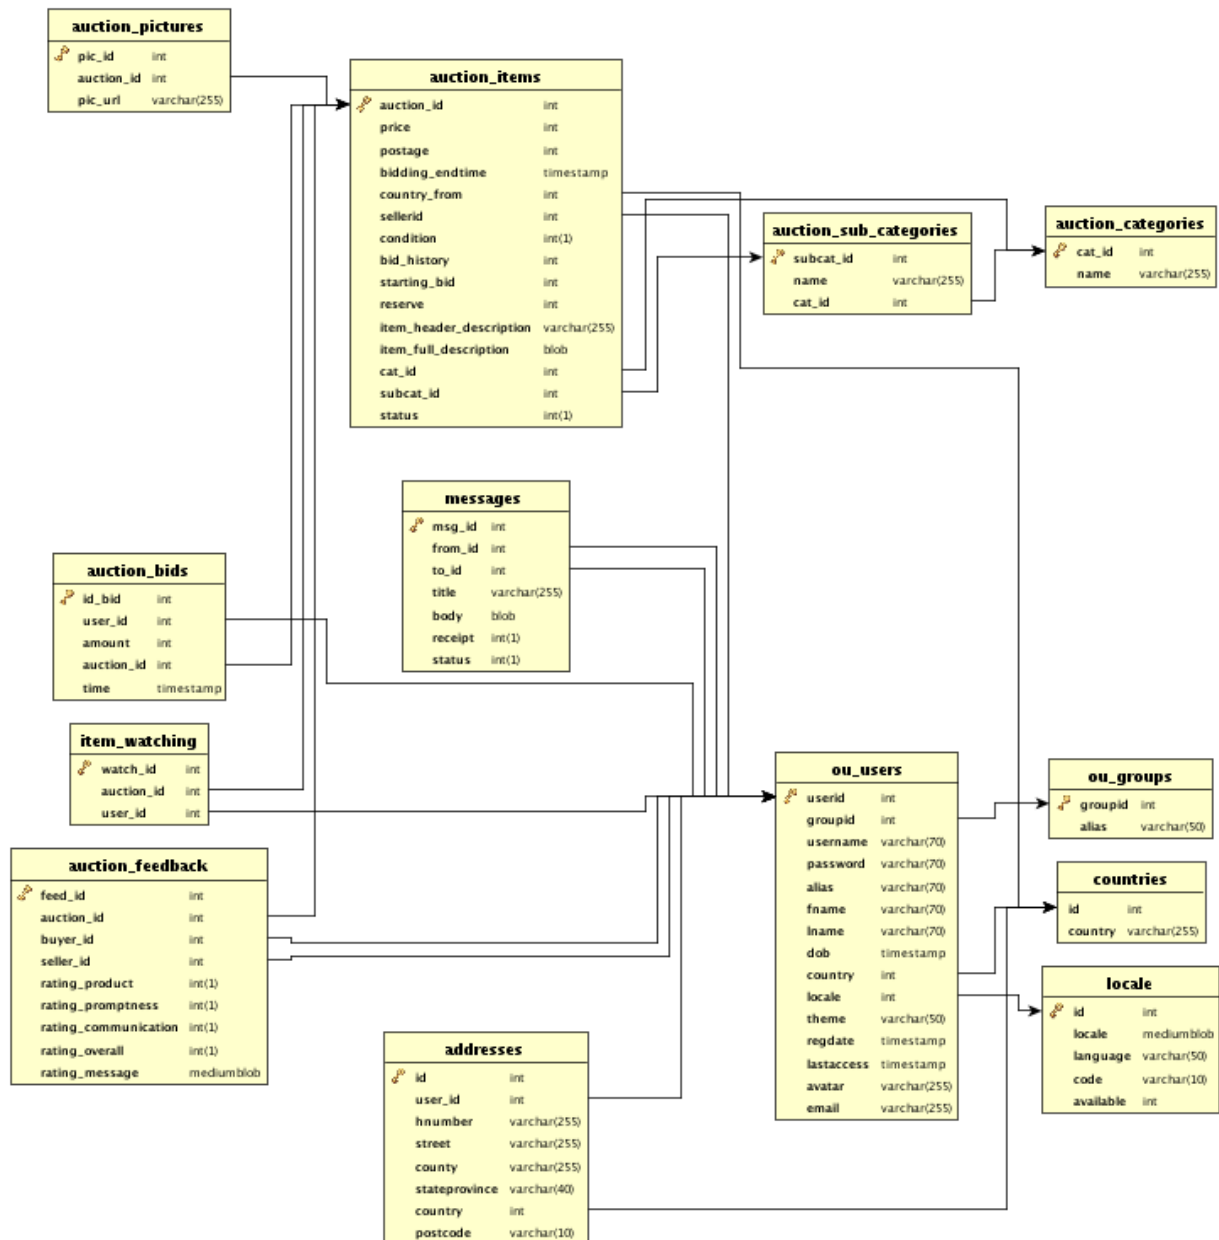 auction_pictures
pic_id int
auction_id int
pic_url varchar(255)
auction_items
auction_id int
price int
postage int
bidding_endtime timestamp
country_from int
sellerid int
condition int(1)
bid_history int
starting_bid int
reserve int
item_header_description varchar(255)
item_full_description blob
cat_id int
subcat_id int
status int(1)
auction_sub_categories
subcat_id int
name varchar(255)
cat_id int
auction_categories
cat_id int
name varchar(255)
messages
msg_id int
from_id int
to_id int
title varchar(255)
body blob
receipt int(1)
status int(1)
auction_bids
id_bid int
user_id int
amount int
auction_id int
time timestamp
item_watching
watch_id int
auction_id int
user_id int
auction_feedback
feed_id int
auction_id int
buyer_id int
seller_id int
rating_product int(1)
rating_promptness int(1)
rating_communication int(1)
rating_overall int(1)
rating_message mediumblob
ou_users
userid int
groupid int
username varchar(70)
password varchar(70)
alias varchar(70)
fname varchar(70)
lname varchar(70)
dob timestamp
country int
locale int
theme varchar(50)
regdate timestamp
lastaccess timestamp
avatar varchar(255)
email varchar(255)
ou_groups
groupid int
alias varchar(50)
countries
id int
country varchar(255)
locale
id int
locale mediumblob
language varchar(50)
code varchar(10)
available int
addresses
id int
user_id int
hnumber varchar(255)
street varchar(255)
county varchar(255)
stateprovince varchar(40)
country int
postcode varchar(10)